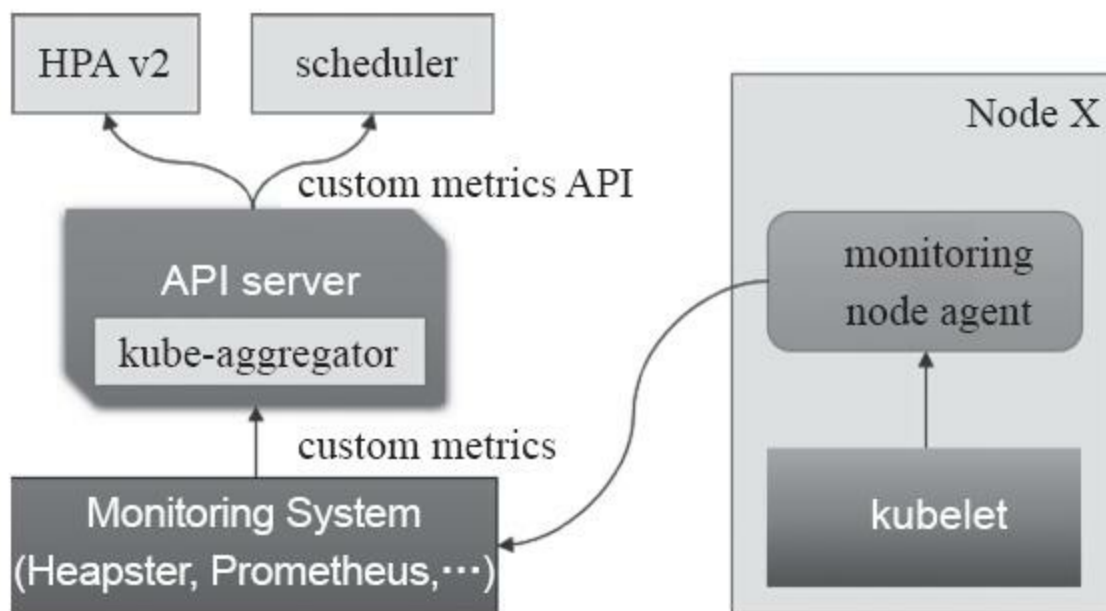 HPA v2
scheduler
Node X
custom metrics API
monitoring
node agent
API server
kube-aggregator
custom metrics
kubelet
Monitoring System
(Heapster, Prometheus,⋯)